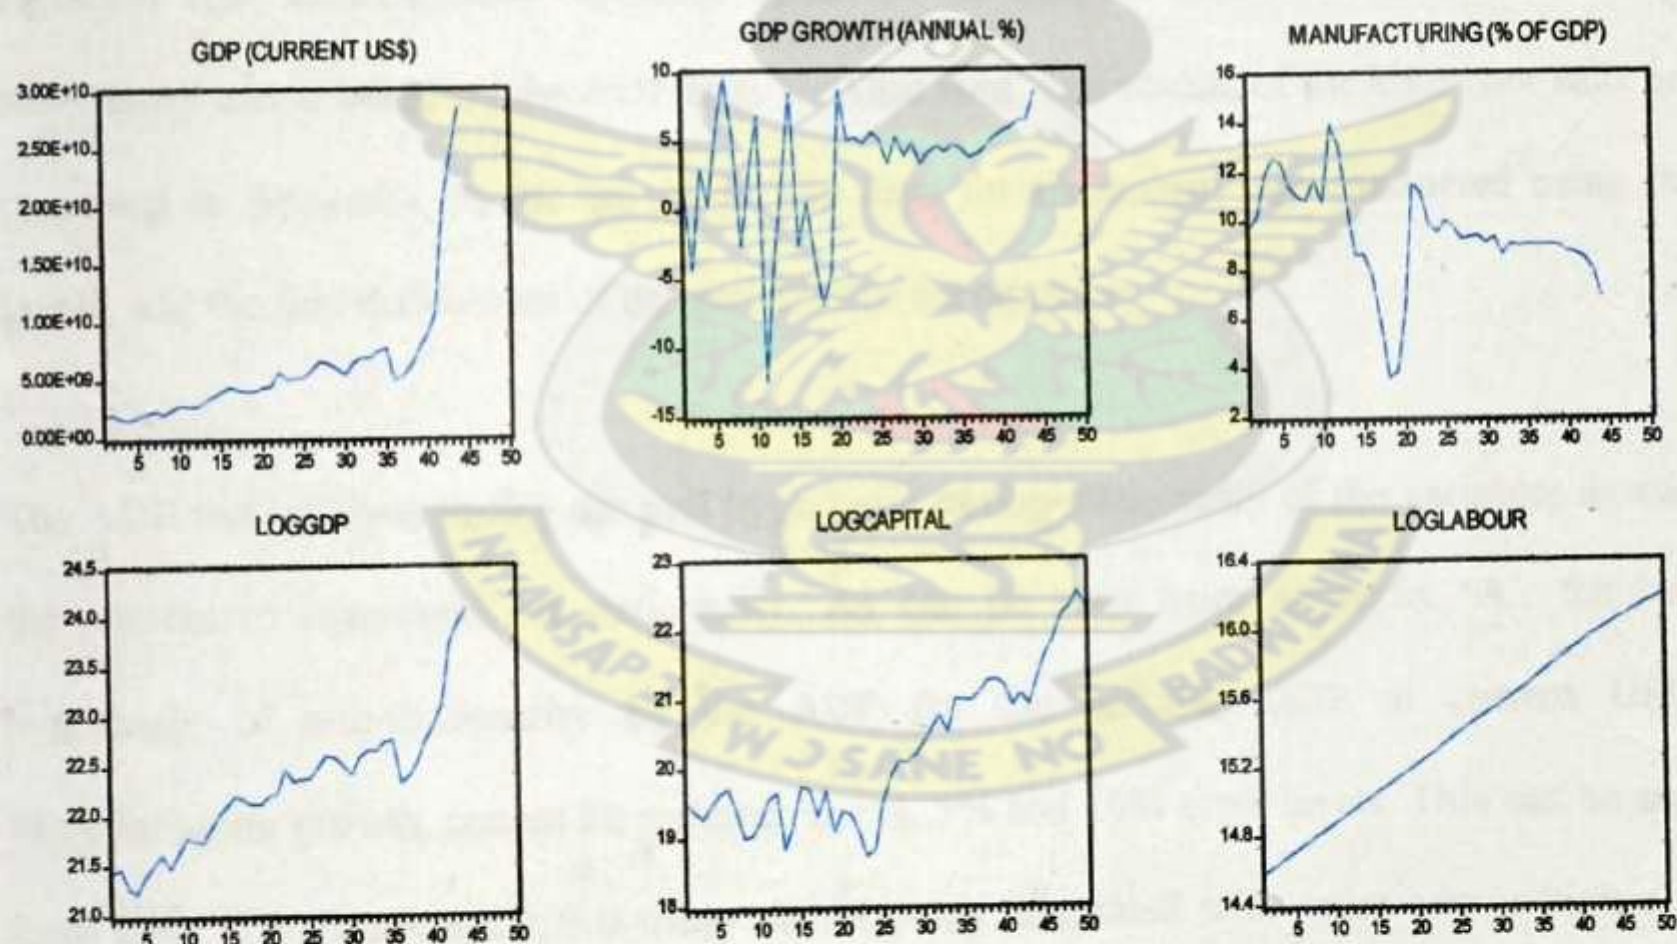 GDP (CURRENT US$)
3.00E+10
2.50E+10
2.00E+10
1.50E+10
1.00E+10
5.00E+09
0.00E+00
5 10 15 20 25 30 35 40 45 50
GDP GROWTH (ANNUAL %)
10
5
0
-5
-10
-15
5 10 15 20 25 30 35 40 45 50
MANUFACTURING (% OF GDP)
16
14
12
10
8
6
4
2
5 10 15 20 25 30 35 40 45 50
LOGGDP
24.5
24.0
23.5
23.0
22.5
22.0
21.5
21.0
5 10 15 20 25 30 35 40 45 50
LOGCAPITAL
23
22
21
20
19
18
5 10 15 20 25 30 35 40 45 50
LOGLABOUR
16.4
16.0
15.6
15.2
14.8
14.4
5 10 15 20 25 30 35 40 45 50
W Ɔ SANE NO
BADWENMA